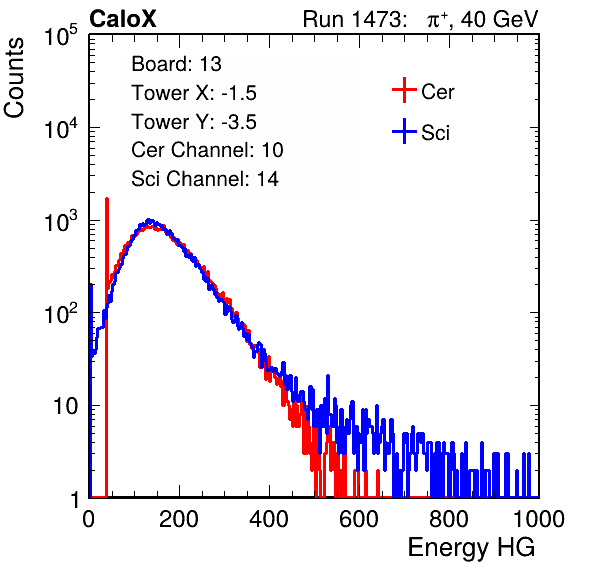 CaloX Run 1473: π⁺, 40 GeV
Counts
10⁵
Board: 13
Tower X: -1.5
Tower Y: -3.5
Cer Channel: 10
Sci Channel: 14
Cer
Sci
10⁴
10³
10²
10
1
0 200 400 600 800 1000
Energy HG